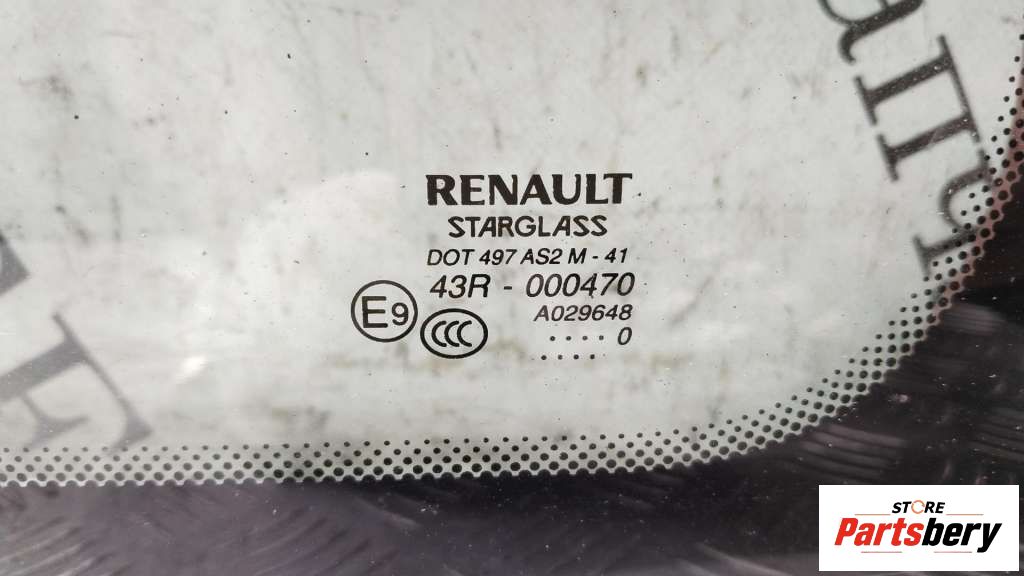 RENAULT
STARGLASS
DOT 497 AS2 M - 41
43R - 000470
E9
CCC
A029648
.... 0
.....
STORE
Partsbery